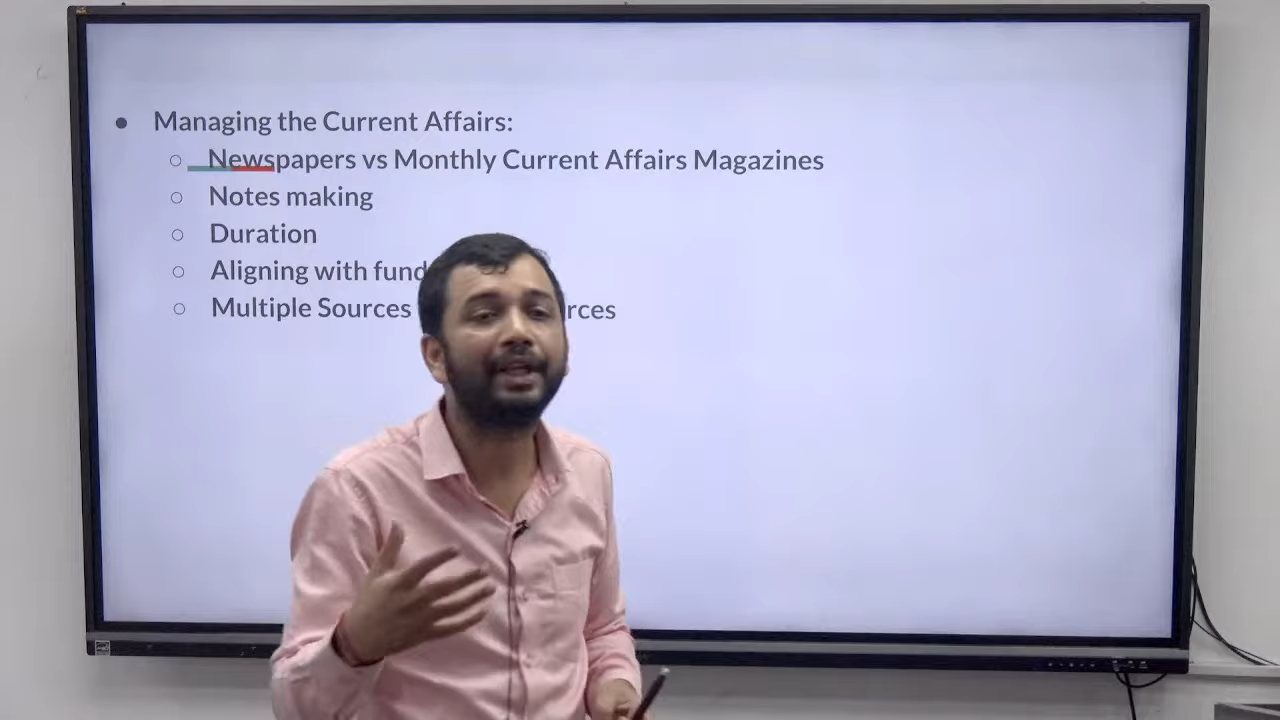 Managing the Current Affairs:
Newspapers vs Monthly Current Affairs Magazines
Notes making
Duration
Aligning with
Multiple Sources